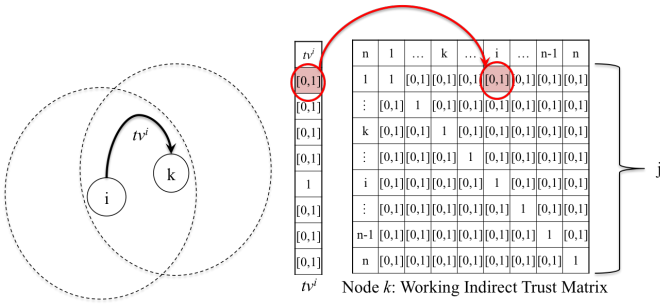 i
k
tv^i
tv^i
[0,1]
[0,1]
[0,1]
[0,1]
1
[0,1]
[0,1]
[0,1]
tv^i
n 1 … k … i … n-1 n
1 1 [0,1] [0,1] [0,1] [0,1] [0,1] [0,1] [0,1]
⋮ [0,1] 1 [0,1] [0,1] [0,1] [0,1] [0,1] [0,1]
k [0,1] [0,1] 1 [0,1] [0,1] [0,1] [0,1] [0,1]
⋮ [0,1] [0,1] [0,1] 1 [0,1] [0,1] [0,1] [0,1]
i [0,1] [0,1] [0,1] [0,1] 1 [0,1] [0,1] [0,1]
⋮ [0,1] [0,1] [0,1] [0,1] [0,1] 1 [0,1] [0,1]
n-1 [0,1] [0,1] [0,1] [0,1] [0,1] [0,1] 1 [0,1]
n [0,1] [0,1] [0,1] [0,1] [0,1] [0,1] [0,1] 1
j
Node k: Working Indirect Trust Matrix